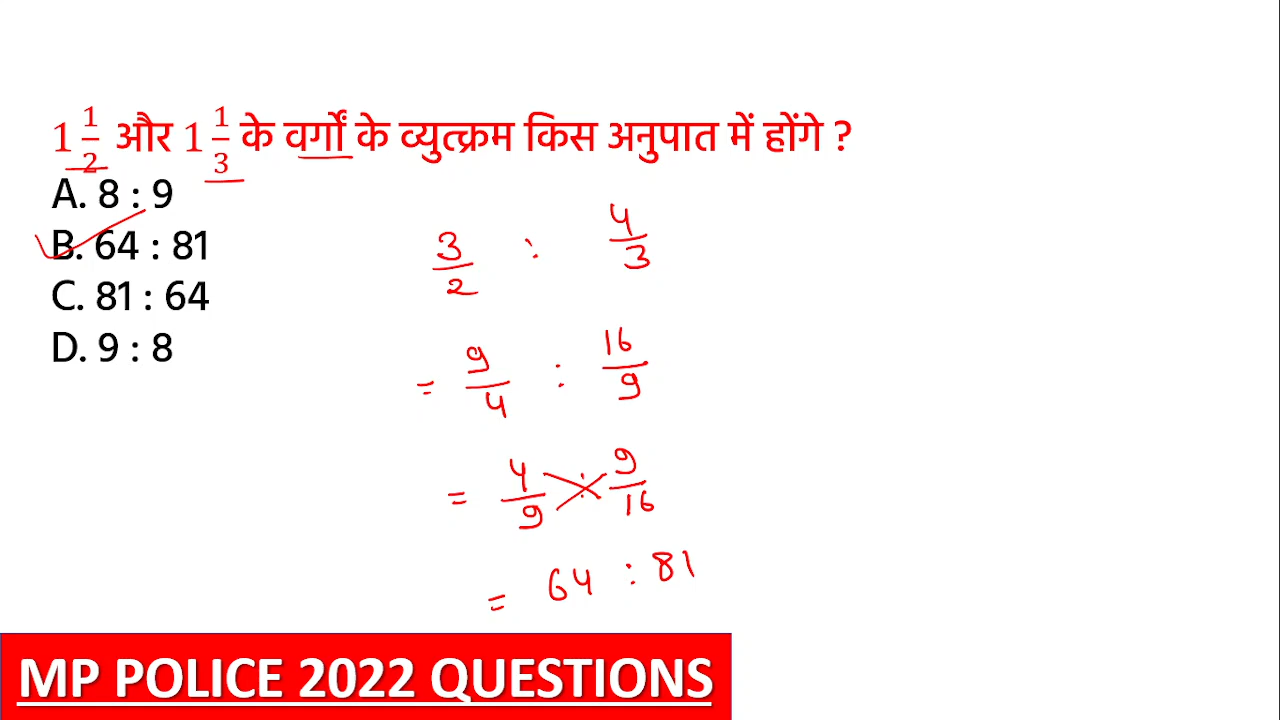 1 1/2 और 1 1/3 के वर्गों के व्युत्क्रम किस अनुपात में होंगे ?
A. 8 : 9
B. 64 : 81
C. 81 : 64
D. 9 : 8
3/2 : 4/3
= 9/4 : 16/9
= 4/9 : 9/16
= 64 : 81
MP POLICE 2022 QUESTIONS